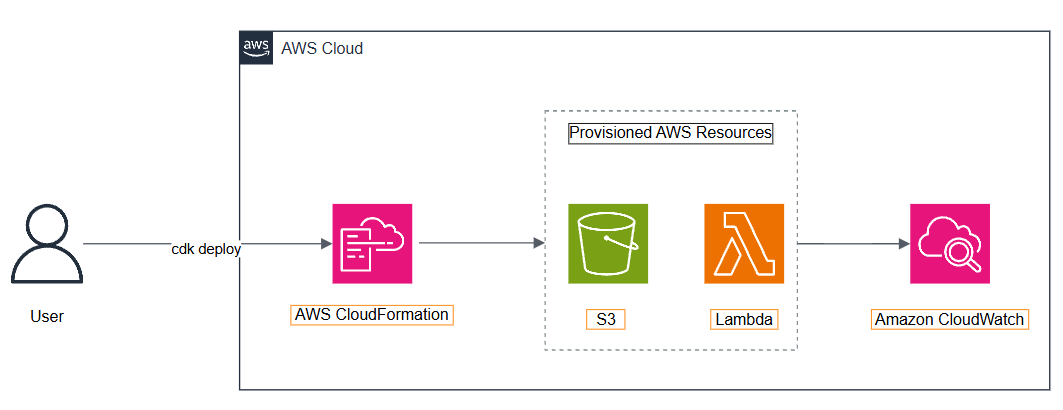 aws
AWS Cloud
Provisioned AWS Resources
cdk deploy
User
AWS CloudFormation
S3
Lambda
Amazon CloudWatch